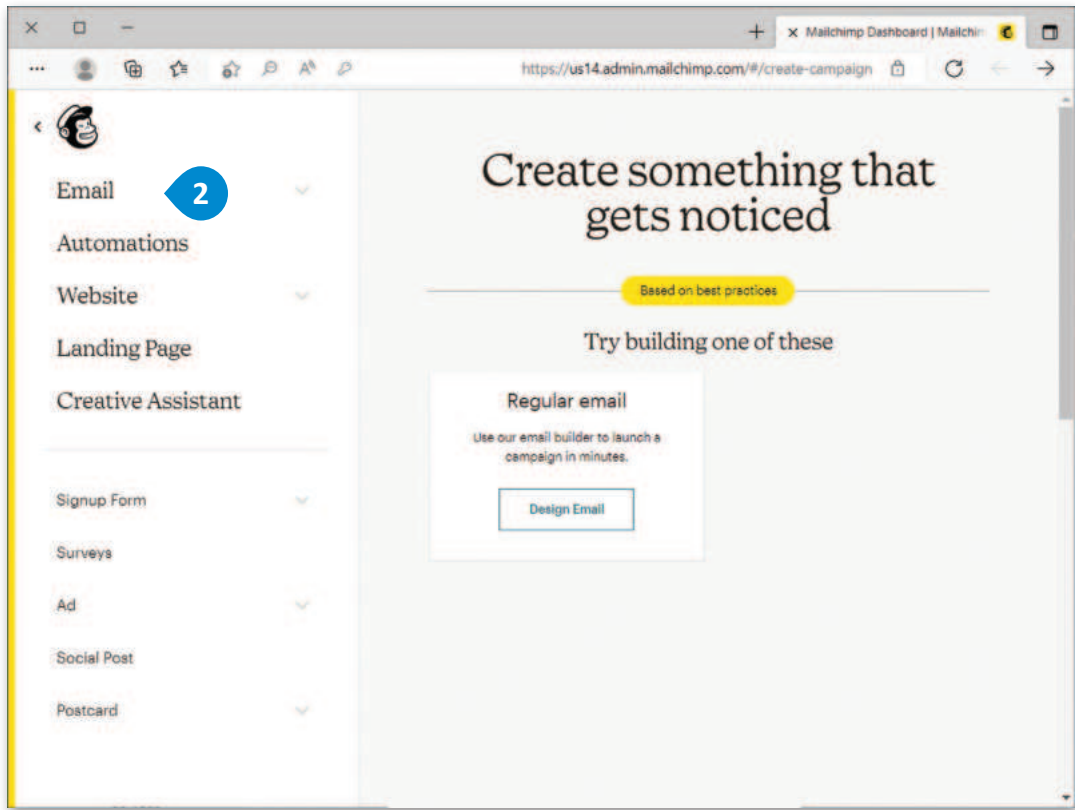 Mailchimp Dashboard | Mailchim
https://us14.admin.mailchimp.com/#/create-campaign
Email
2
Automations
Website
Landing Page
Creative Assistant
Signup Form
Surveys
Ad
Social Post
Postcard
Create something that
gets noticed
Based on best practices
Try building one of these
Regular email
Use our email builder to launch a
campaign in minutes.
Design Email